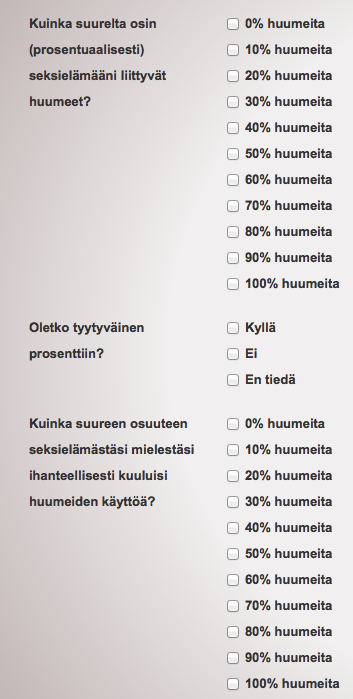 Kuinka suurelta osin
(prosentuaalisesti)
seksielämääni liittyvät
huumeet?
0% huumeita
10% huumeita
20% huumeita
30% huumeita
40% huumeita
50% huumeita
60% huumeita
70% huumeita
80% huumeita
90% huumeita
100% huumeita
Oletko tyytyväinen
prosenttiin?
Kyllä
Ei
En tiedä
Kuinka suureen osuuteen
seksielämästäsi mielestäsi
ihanteellisesti kuuluisi
huumeiden käyttöä?
0% huumeita
10% huumeita
20% huumeita
30% huumeita
40% huumeita
50% huumeita
60% huumeita
70% huumeita
80% huumeita
90% huumeita
100% huumeita